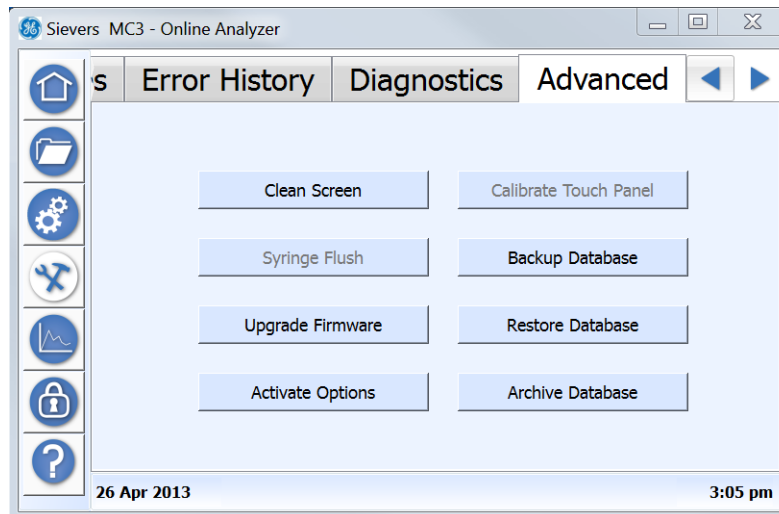 Sievers MC3 - Online Analyzer
s Error History Diagnostics Advanced
Clean Screen Calibrate Touch Panel
Syringe Flush Backup Database
Upgrade Firmware Restore Database
Activate Options Archive Database
?
26 Apr 2013 3:05 pm